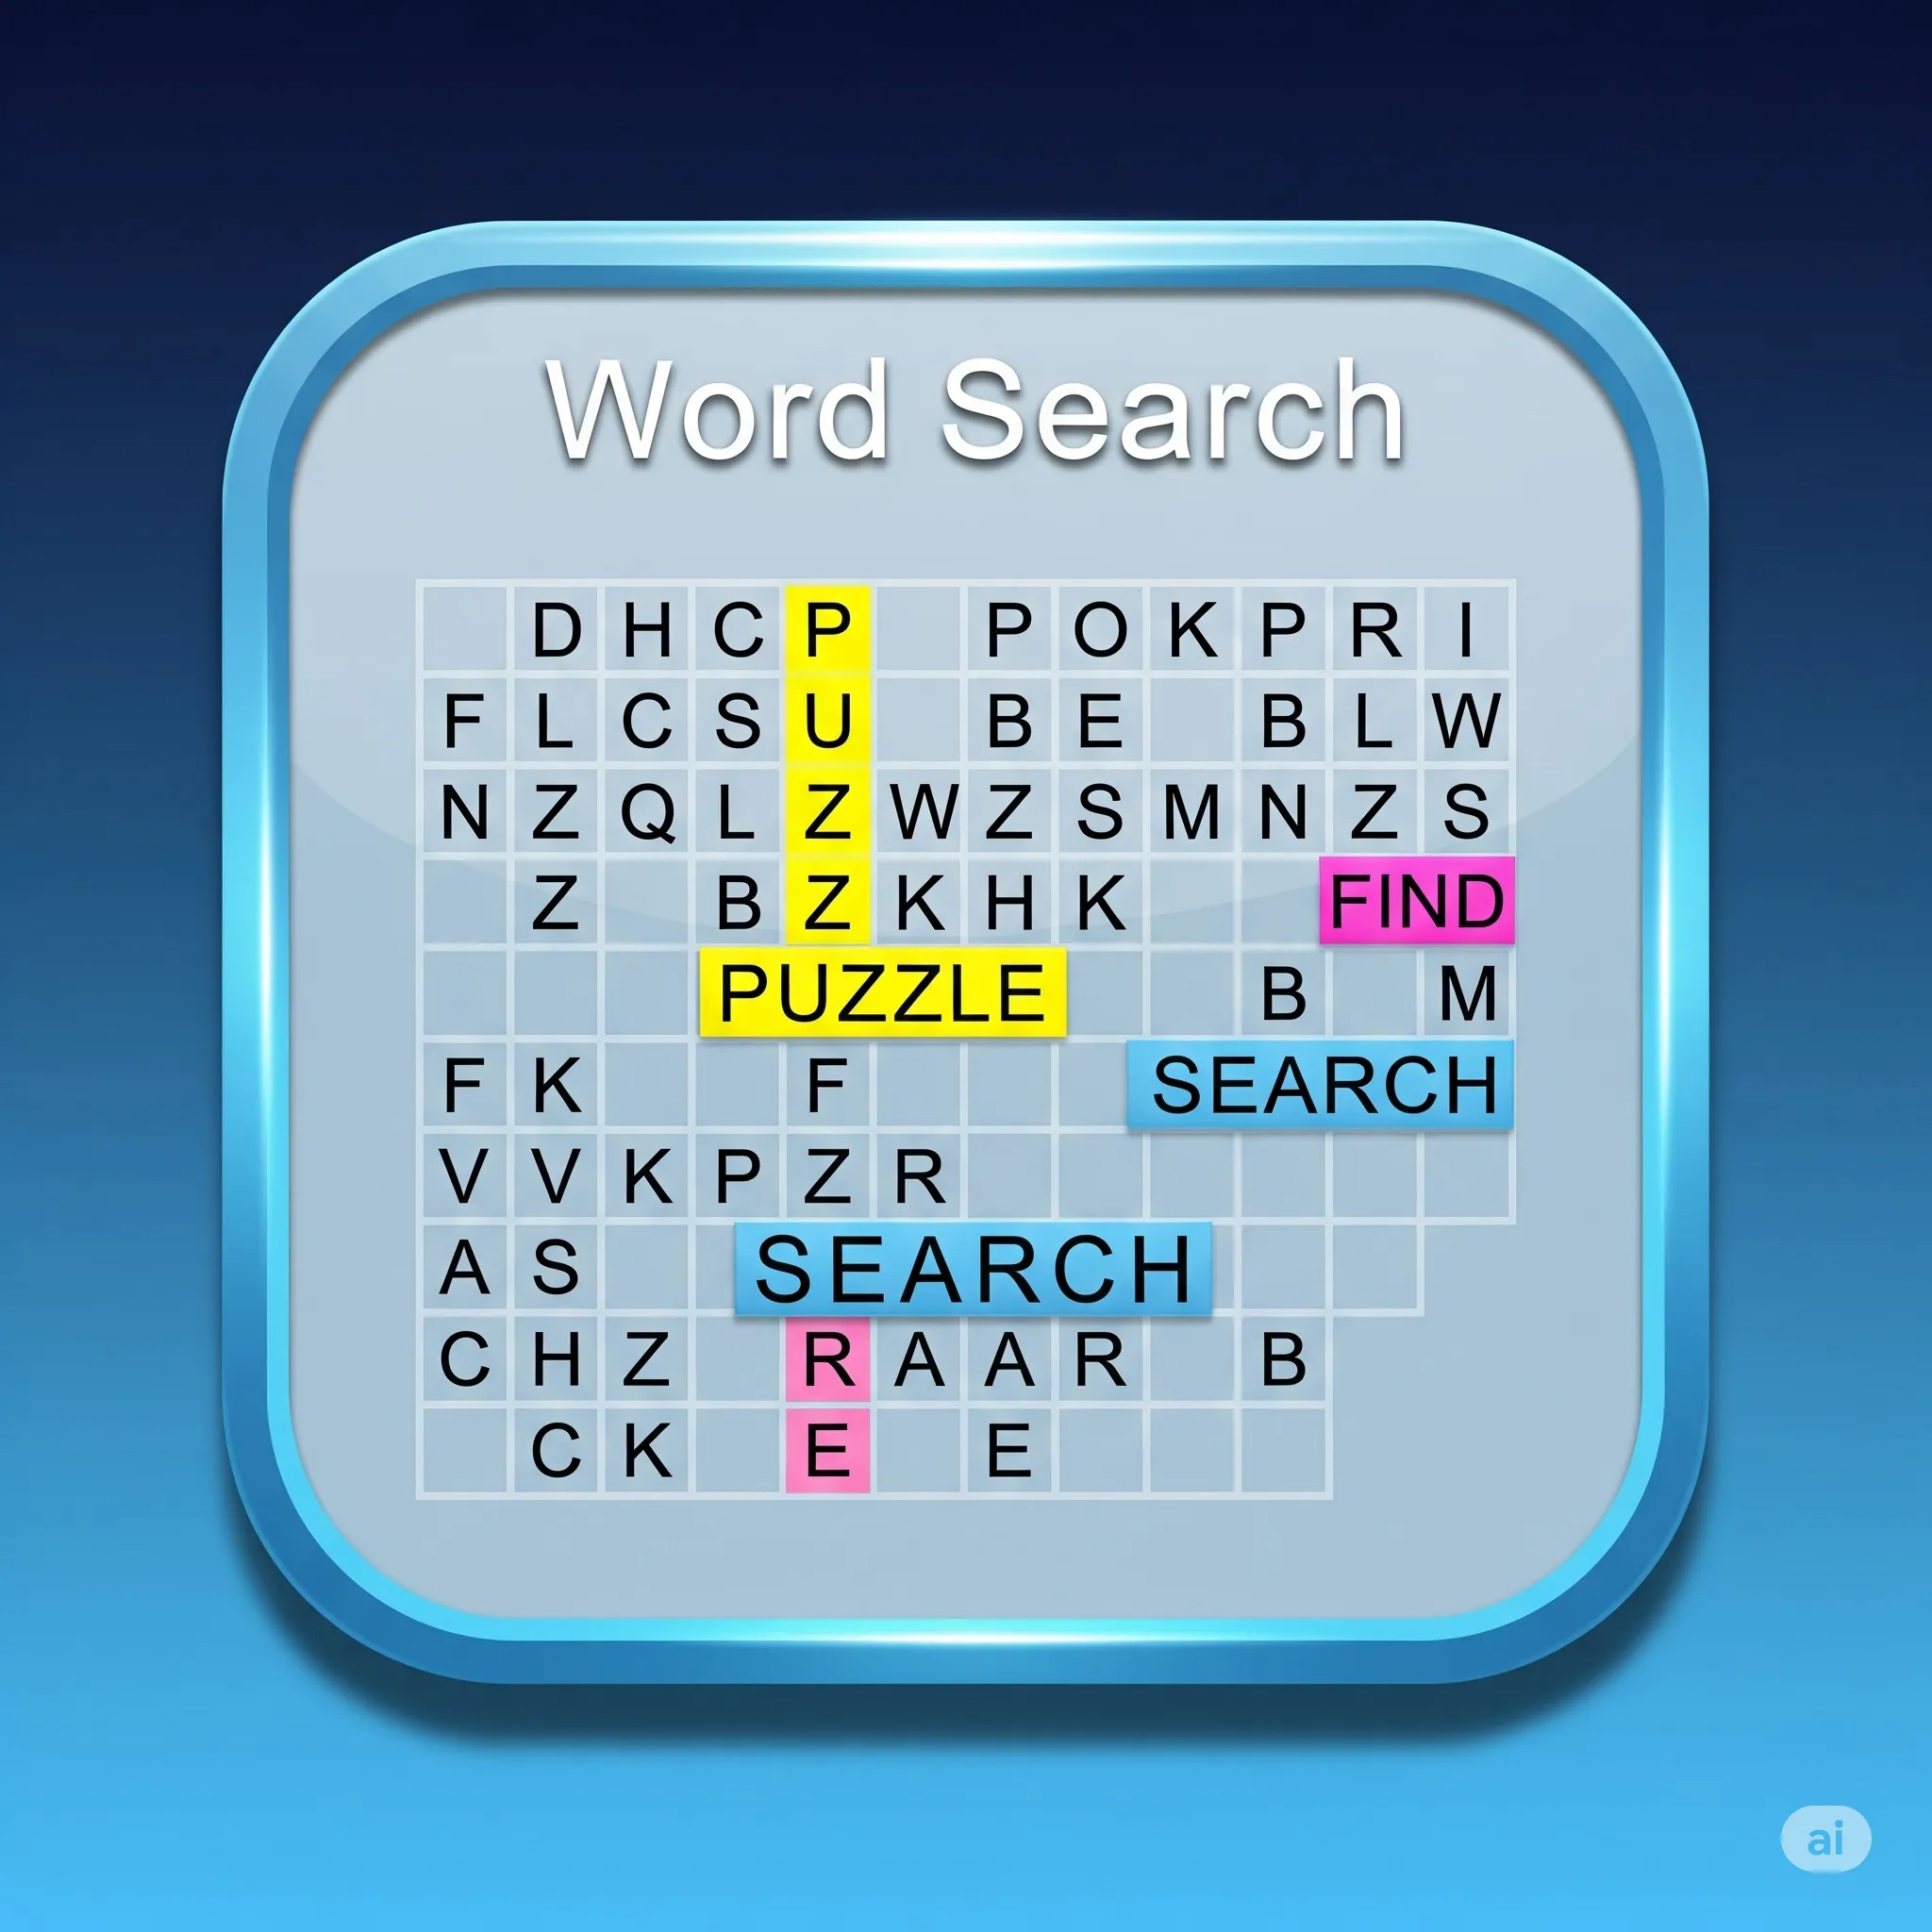 Word Search
D H C P P O K P R I
F L C S U B E B L W
N Z Q L Z W Z S M N Z S
Z B Z K H K FIND
PUZZLE B M
F K F SEARCH
V V K P Z R
A S SEARCH
C H Z R A A R B
C K E E
ai